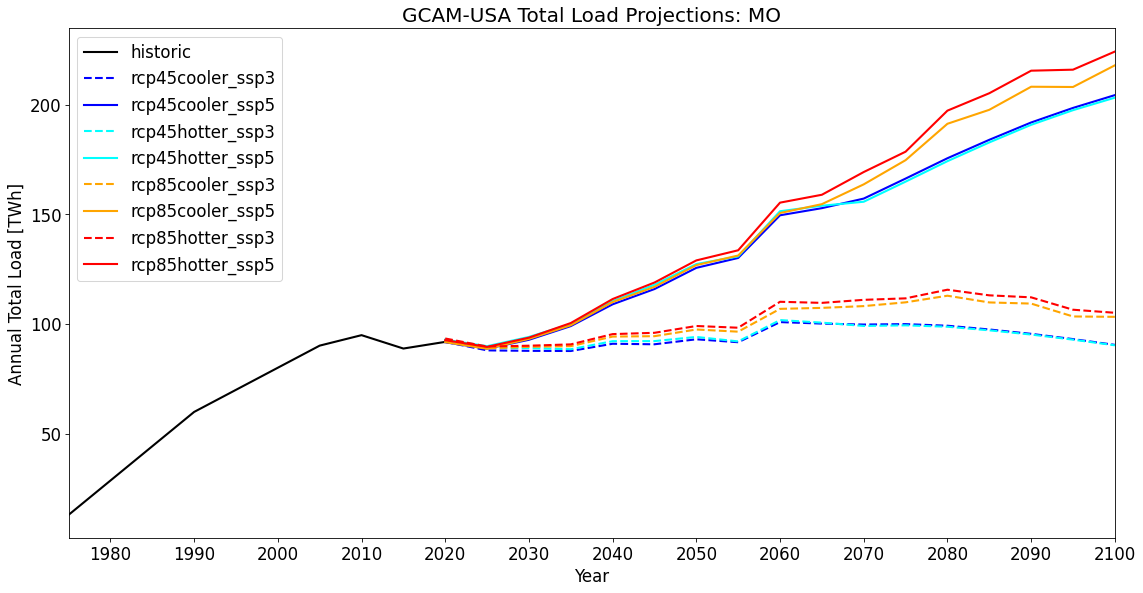 GCAM-USA Total Load Projections: MO
historic
rcp45cooler_ssp3
rcp45cooler_ssp5
rcp45hotter_ssp3
rcp45hotter_ssp5
rcp85cooler_ssp3
rcp85cooler_ssp5
rcp85hotter_ssp3
rcp85hotter_ssp5
Annual Total Load [TWh]
200
150
100
50
1980 1990 2000 2010 2020 2030 2040 2050 2060 2070 2080 2090 2100
Year